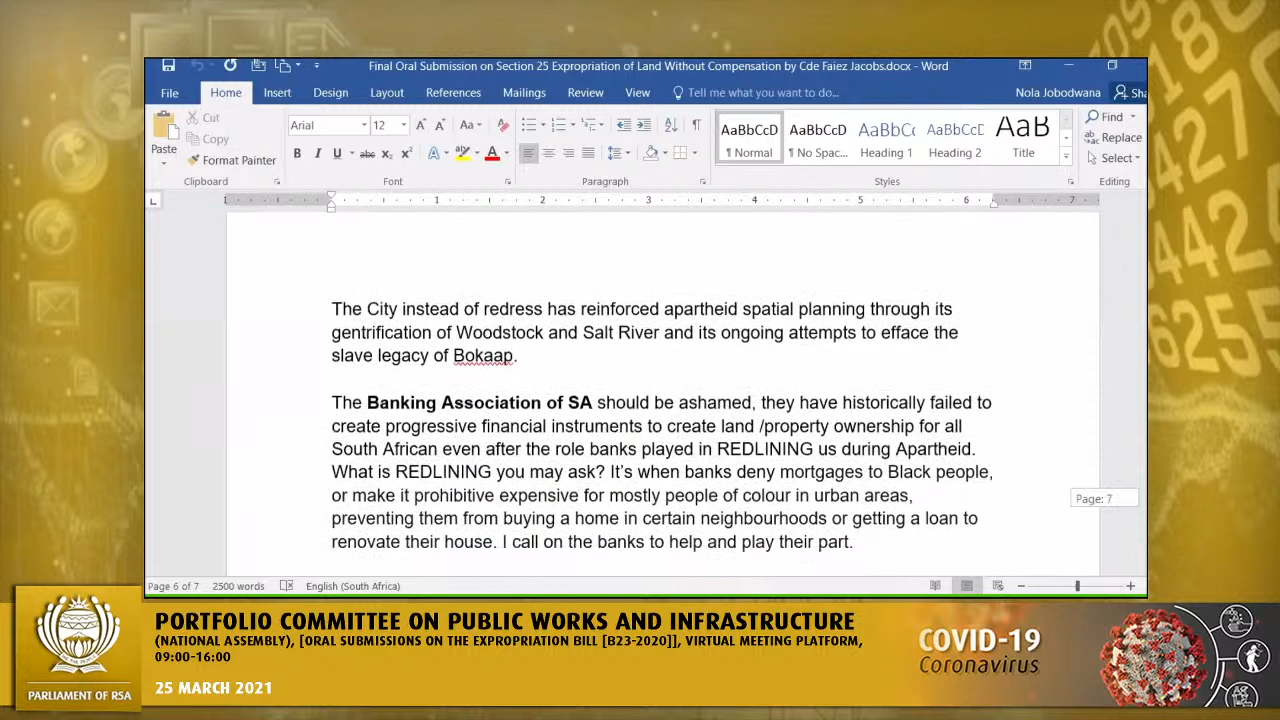 Final Oral Submission on Section 25 Expropriation of Land Without Compensation by Cde Faiez Jacobs.docx - Word
File Home Insert Design Layout References Mailings Review View Tell me what you want to do... Nola Jobodwana Sha
Paste
Cut
Copy
Format Painter
Clipboard
Arial 12
Font
Paragraph
AaBbCcD AaBbCcD AaBbCc AaBbCcD AaB
¶ Normal ¶ No Spac... Heading 1 Heading 2 Title
Styles
Find
Replace
Select
Editing
1 1 2 3 4 5 6 7
The City instead of redress has reinforced apartheid spatial planning through its
gentrification of Woodstock and Salt River and its ongoing attempts to efface the
slave legacy of Bokaap.
The Banking Association of SA should be ashamed, they have historically failed to
create progressive financial instruments to create land /property ownership for all
South African even after the role banks played in REDLINING us during Apartheid.
What is REDLINING you may ask? It's when banks deny mortgages to Black people,
or make it prohibitive expensive for mostly people of colour in urban areas,
preventing them from buying a home in certain neighbourhoods or getting a loan to
renovate their house. I call on the banks to help and play their part.
Page: 7
Page 6 of 7 2500 words English (South Africa)
PORTFOLIO COMMITTEE ON PUBLIC WORKS AND INFRASTRUCTURE
(NATIONAL ASSEMBLY), [ORAL SUBMISSIONS ON THE EXPROPRIATION BILL [B23-2020]], VIRTUAL MEETING PLATFORM,
09:00-16:00
25 MARCH 2021
PARLIAMENT OF RSA
COVID-19
Coronavirus